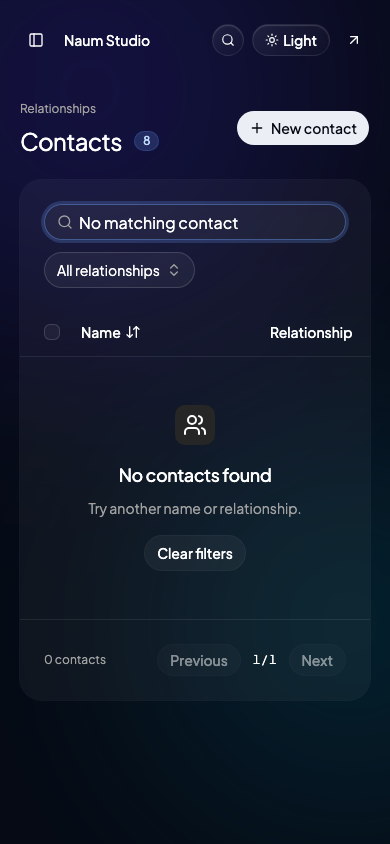 Naum Studio
Light
Relationships
Contacts 8
New contact
No matching contact
All relationships
Name Relationship
No contacts found
Try another name or relationship.
Clear filters
0 contacts Previous 1/1 Next